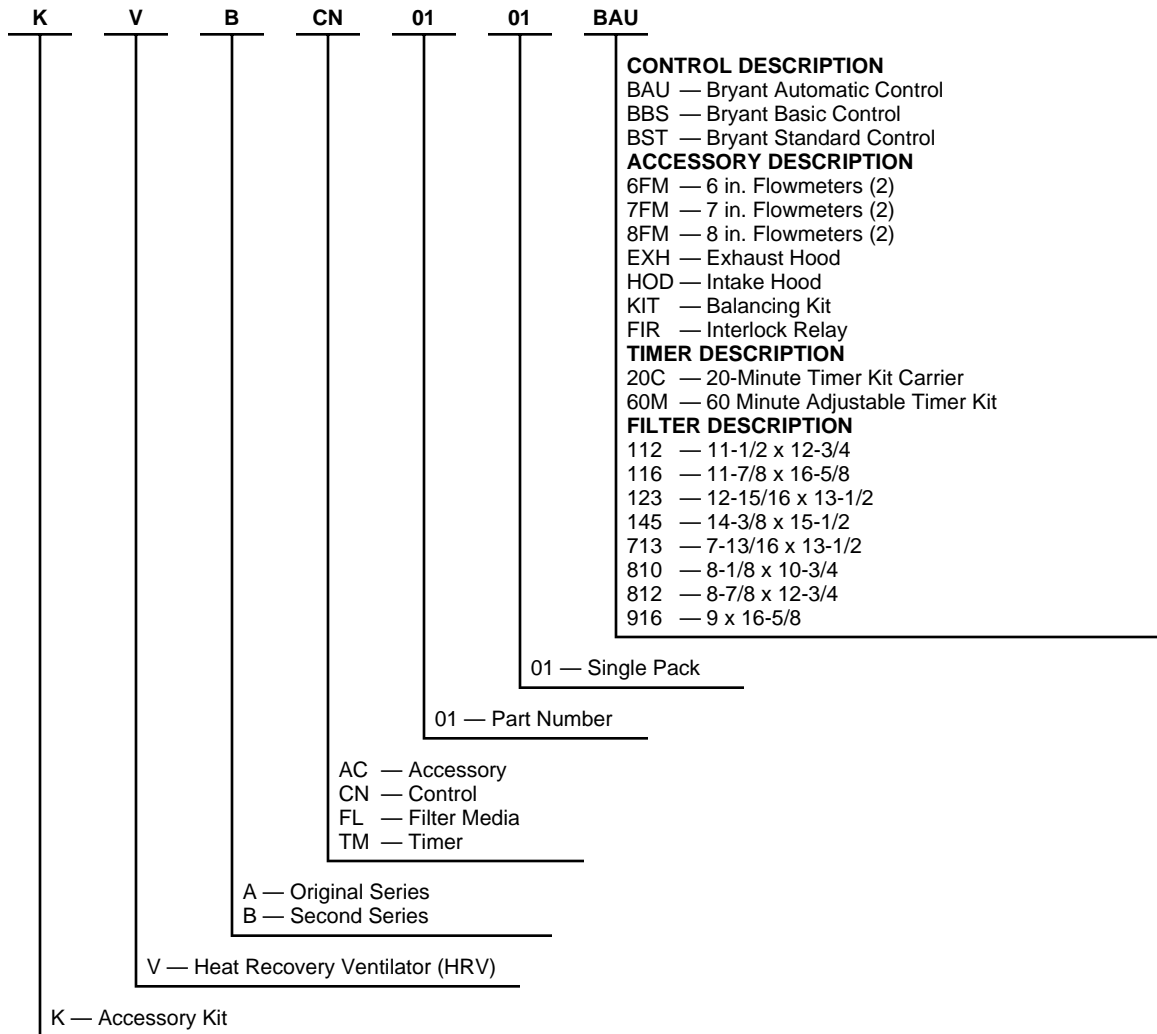 K V B CN 01 01 BAU
CONTROL DESCRIPTION
BAU — Bryant Automatic Control
BBS — Bryant Basic Control
BST — Bryant Standard Control
ACCESSORY DESCRIPTION
6FM — 6 in. Flowmeters (2)
7FM — 7 in. Flowmeters (2)
8FM — 8 in. Flowmeters (2)
EXH — Exhaust Hood
HOD — Intake Hood
KIT — Balancing Kit
FIR — Interlock Relay
TIMER DESCRIPTION
20C — 20-Minute Timer Kit Carrier
60M — 60 Minute Adjustable Timer Kit
FILTER DESCRIPTION
112 — 11-1/2 x 12-3/4
116 — 11-7/8 x 16-5/8
123 — 12-15/16 x 13-1/2
145 — 14-3/8 x 15-1/2
713 — 7-13/16 x 13-1/2
810 — 8-1/8 x 10-3/4
812 — 8-7/8 x 12-3/4
916 — 9 x 16-5/8
01 — Single Pack
01 — Part Number
AC — Accessory
CN — Control
FL — Filter Media
TM — Timer
A — Original Series
B — Second Series
V — Heat Recovery Ventilator (HRV)
K — Accessory Kit